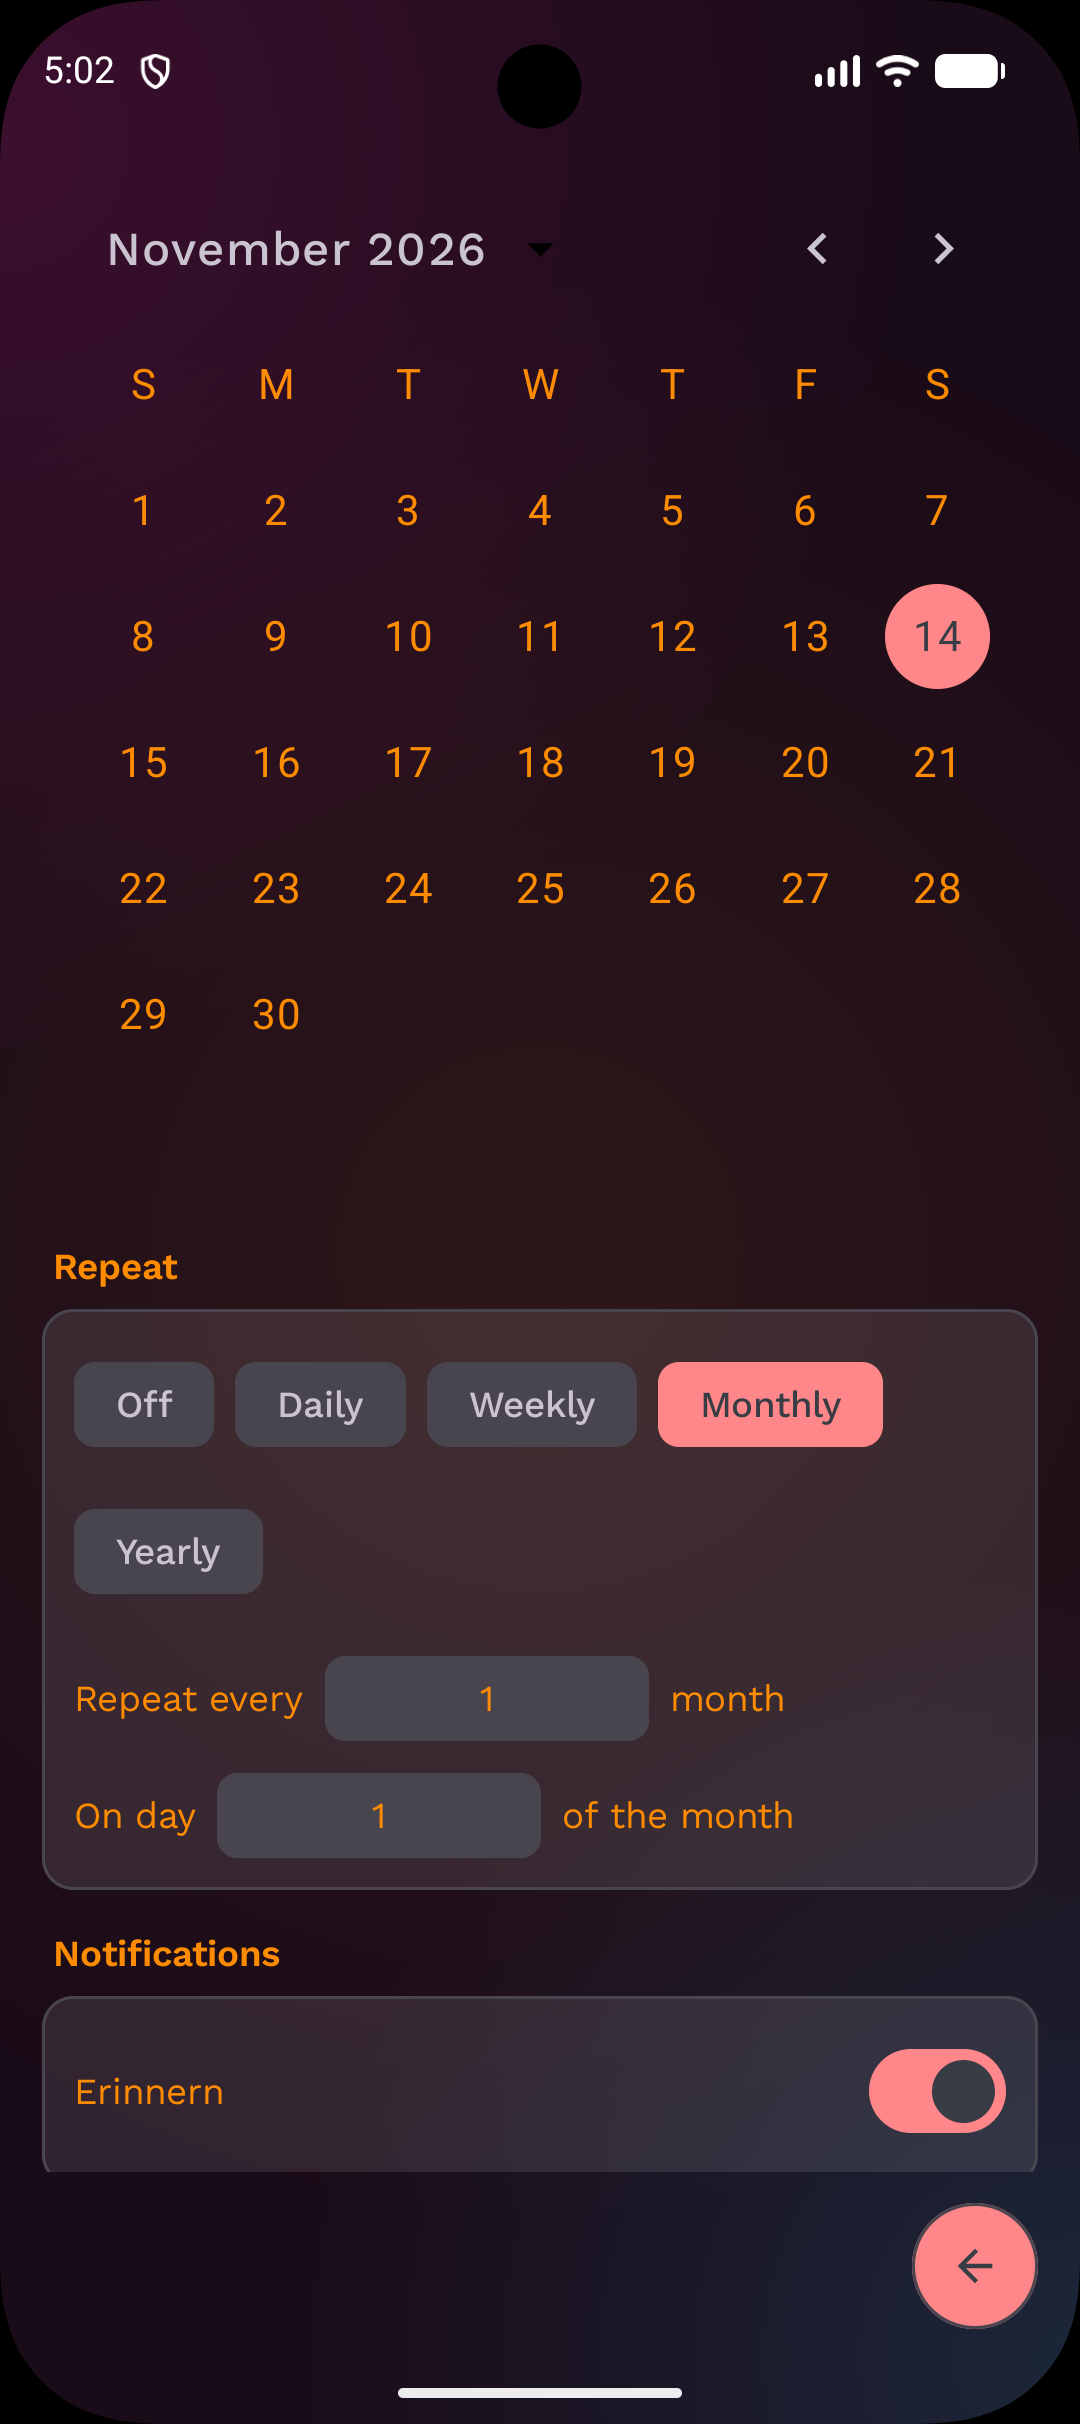 5:02
November 2026
S M T W T F S
1 2 3 4 5 6 7
8 9 10 11 12 13 14
15 16 17 18 19 20 21
22 23 24 25 26 27 28
29 30
Repeat
Off Daily Weekly Monthly
Yearly
Repeat every 1 month
On day 1 of the month
Notifications
Erinnern